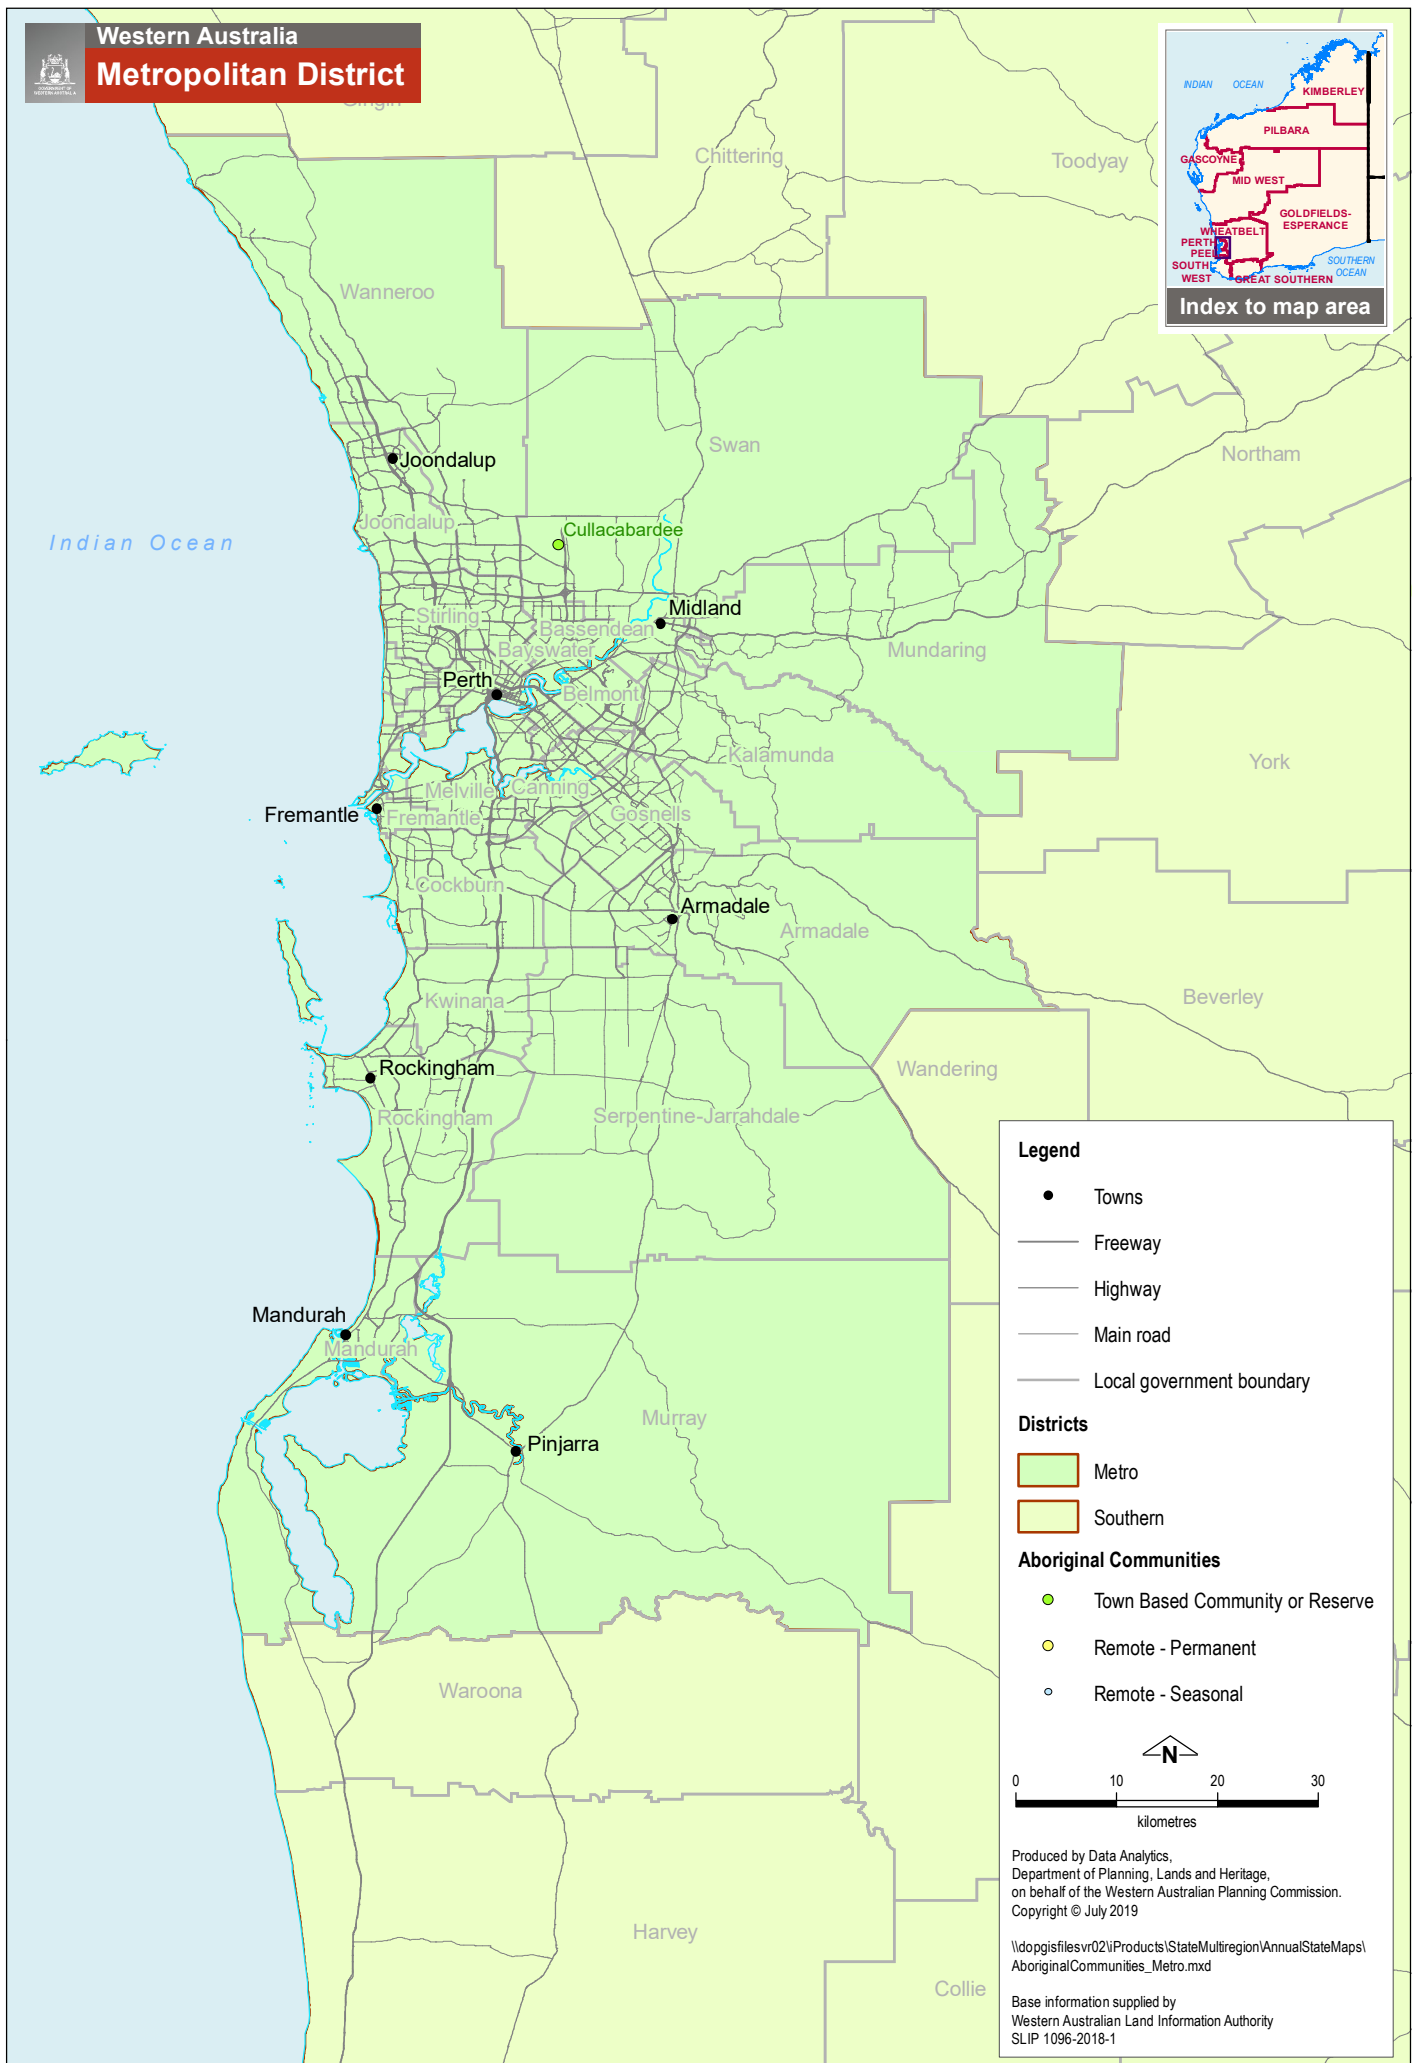 Western Australia
Metropolitan District
GOVERNMENT OF
WESTERN AUSTRALIA
Gingin
Chittering
Toodyay
INDIAN OCEAN
KIMBERLEY
PILBARA
GASCOYNE
MID WEST
GOLDFIELDS-
ESPERANCE
WHEATBELT
PERTH
PEEL
SOUTH
WEST
GREAT SOUTHERN
SOUTHERN
OCEAN
Index to map area
Wanneroo
Swan
Northam
Joondalup
Joondalup
Cullacabardee
Indian Ocean
Midland
Stirling
Bassendean
Bayswater
Mundaring
Perth
Belmont
Kalamunda
York
Melville
Canning
Fremantle
Fremantle
Gosnells
Cockburn
Armadale
Armadale
Kwinana
Beverley
Rockingham
Wandering
Rockingham
Serpentine-Jarrahdale
Mandurah
Mandurah
Murray
Pinjarra
Waroona
Harvey
Collie
Legend
Towns
Freeway
Highway
Main road
Local government boundary
Districts
Metro
Southern
Aboriginal Communities
Town Based Community or Reserve
Remote - Permanent
Remote - Seasonal
N
0 10 20 30
kilometres
Produced by Data Analytics,
Department of Planning, Lands and Heritage,
on behalf of the Western Australian Planning Commission.
Copyright © July 2019
\\dopgisfilesvr02\iProducts\StateMultiregion\AnnualStateMaps\
AboriginalCommunities_Metro.mxd
Base information supplied by
Western Australian Land Information Authority
SLIP 1096-2018-1